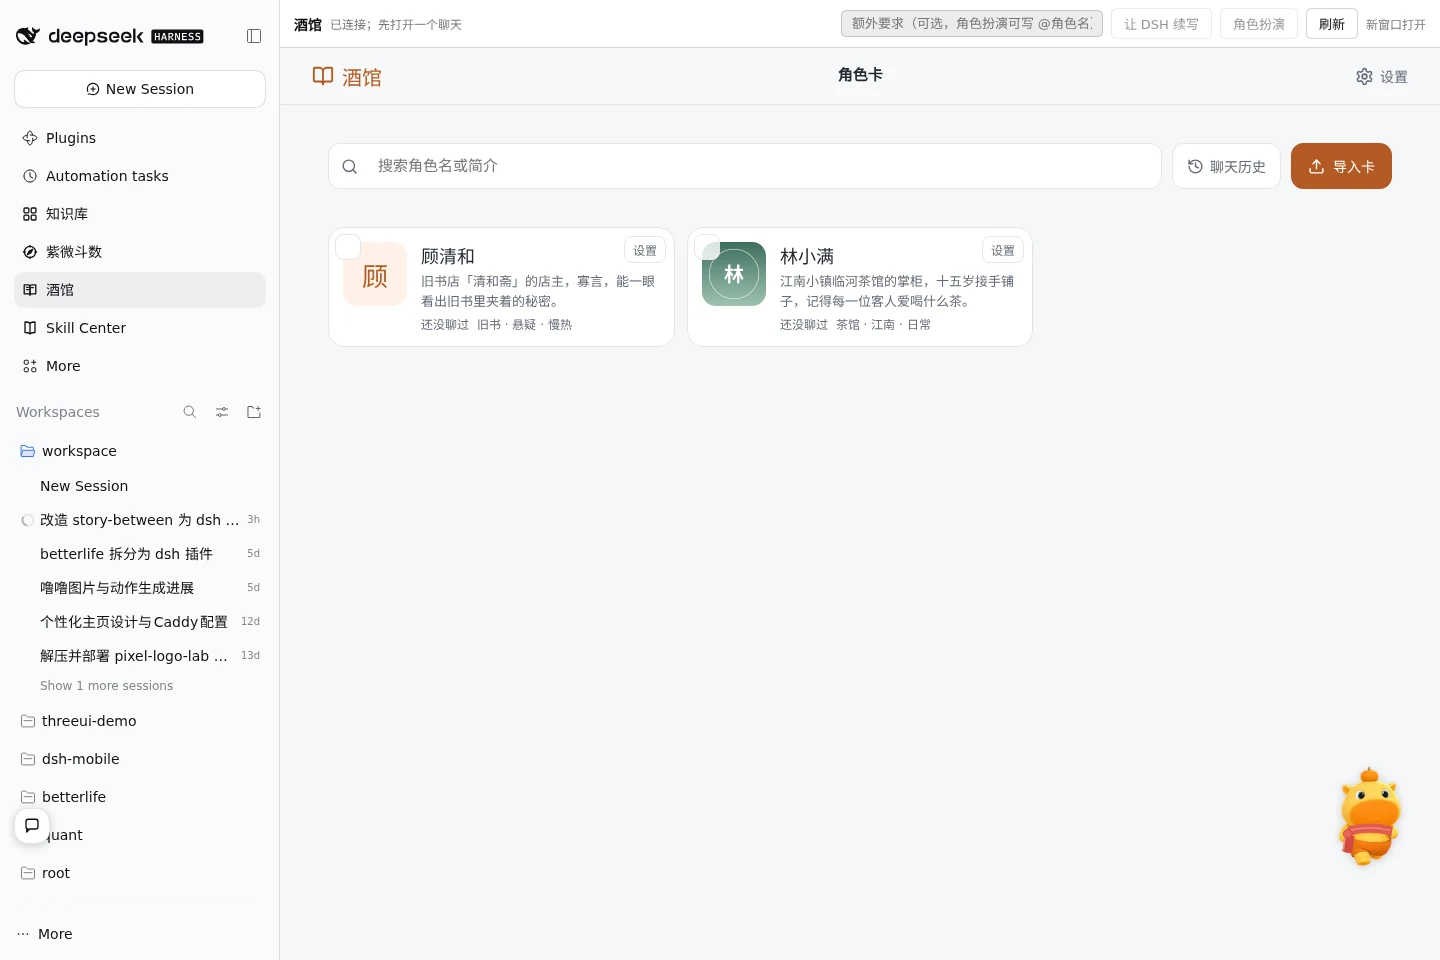 deepseek HARNESS
New Session
Plugins
Automation tasks
知识库
紫微斗数
酒馆
Skill Center
More
Workspaces
workspace
New Session
改造 story-between 为 dsh ... 3h
betterlife 拆分为 dsh 插件 5d
噜噜图片与动作生成进展 5d
个性化主页设计与Caddy配置 12d
解压并部署 pixel-logo-lab ... 13d
Show 1 more sessions
threeui-demo
dsh-mobile
betterlife
quant
root
... More
酒馆 已连接；先打开一个聊天
额外要求（可选，角色扮演可写 @角色名
让 DSH 续写
角色扮演
刷新
新窗口打开
酒馆
角色卡
设置
搜索角色名或简介
聊天历史
导入卡
顾
顾清和
设置
旧书店「清和斋」的店主，寡言，能一眼
看出旧书里夹着的秘密。
还没聊过 旧书 · 悬疑 · 慢热
林
林小满
设置
江南小镇临河茶馆的掌柜，十五岁接手铺
子，记得每一位客人爱喝什么茶。
还没聊过 茶馆 · 江南 · 日常